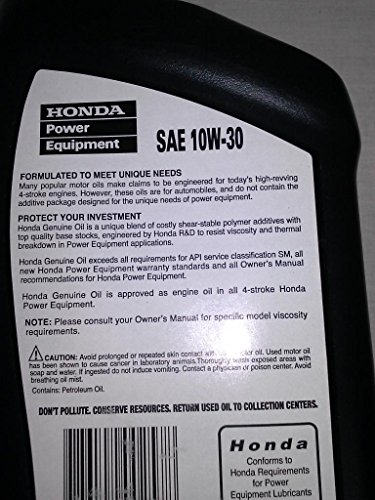 HONDA
Power
Equipment
SAE 10W-30
FORMULATED TO MEET UNIQUE NEEDS
Many popular motor oils make claims to be engineered for today's high-revving
4-stroke engines. However, these oils are for automobiles, and do not contain the
additive package designed for the unique needs of power equipment.
PROTECT YOUR INVESTMENT
Honda Genuine Oil is a unique blend of costly shear-stable polymer additives with
top quality base stocks, engineered by Honda R&D to resist viscosity and thermal
breakdown in Power Equipment applications.
Honda Genuine Oil exceeds all requirements for API service classification SM, all
new Honda Power Equipment warranty standards and all Owner's Manual
recommendations for Honda Power Equipment.
Honda Genuine Oil is approved as engine oil in all 4-stroke Honda
Power Equipment.
NOTE: Please consult your Owner's Manual for specific model viscosity
requirements.
CAUTION: Avoid prolonged or repeated skin contact with motor oil. Used motor oil
has been shown to cause cancer in laboratory animals. Thoroughly wash exposed areas with
soap and water. If ingested do not induce vomiting. Contact a physician or poison center. Avoid
breathing oil mist.
Contains: Petroleum Oil.
DON'T POLLUTE. CONSERVE RESOURCES. RETURN USED OIL TO COLLECTION CENTERS.
Honda
Conforms to
Honda Requirements
for Power
Equipment Lubricants